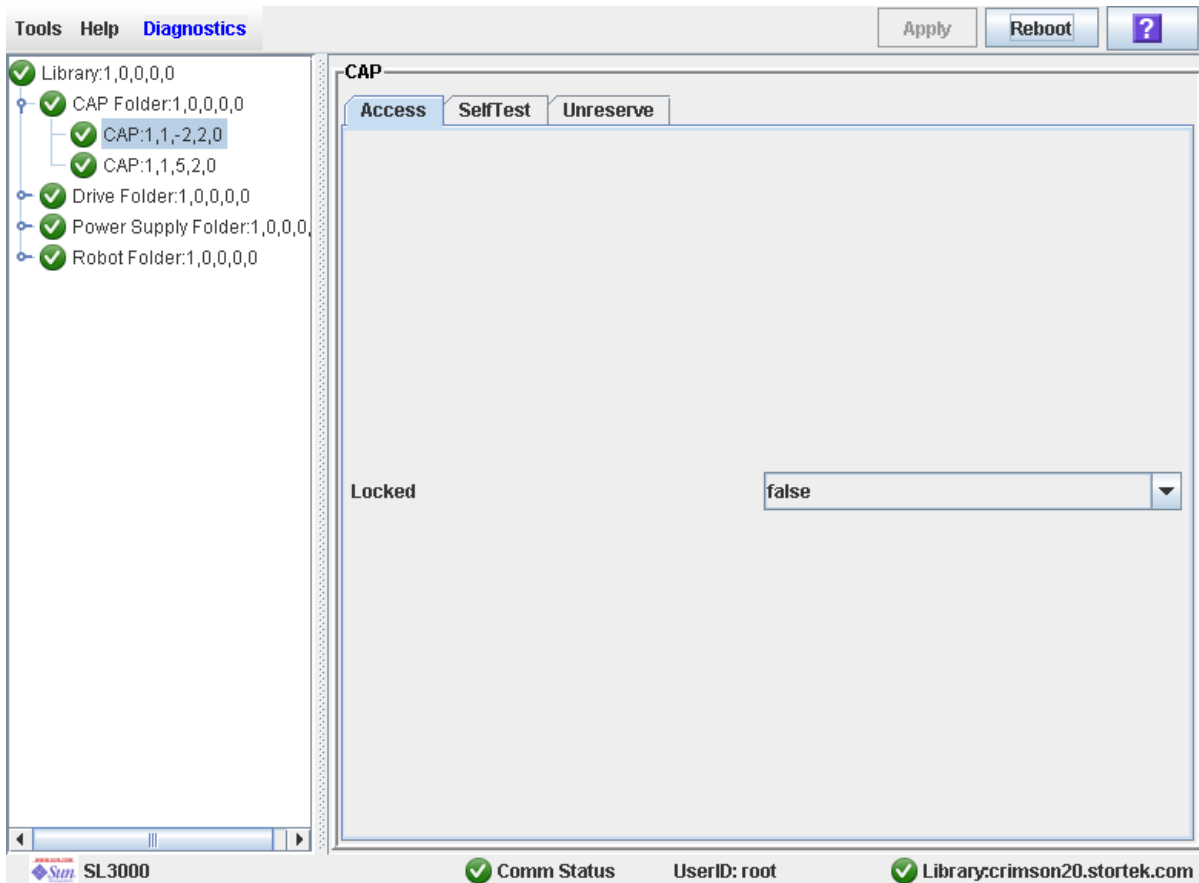 Tools Help Diagnostics
Apply Reboot ?
Library:1,0,0,0,0
CAP Folder:1,0,0,0,0
CAP:1,1,-2,2,0
CAP:1,1,5,2,0
Drive Folder:1,0,0,0,0
Power Supply Folder:1,0,0,0,
Robot Folder:1,0,0,0,0
CAP
Access SelfTest Unreserve
Locked false
Sun SL3000 Comm Status UserID: root Library:crimson20.stortek.com